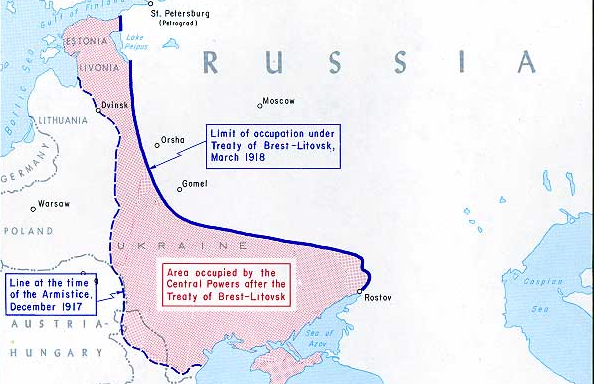 Gulf of Finland
St. Petersburg
(Petrograd)
ESTONIA
Lake
Peipus
RUSSIA
Baltic Sea
LIVONIA
Dvinsk
Moscow
LITHUANIA
Orsha
Limit of occupation under
Treaty of Brest-Litovsk,
March 1918
GERMANY
Gomel
Warsaw
POLAND
UKRAINE
Area occupied by the
Central Powers after the
Treaty of Brest-Litovsk
Line at the time
of the Armistice,
December 1917
Rostov
Caspian
Sea
AUSTRIA-
HUNGARY
Sea of
Azov